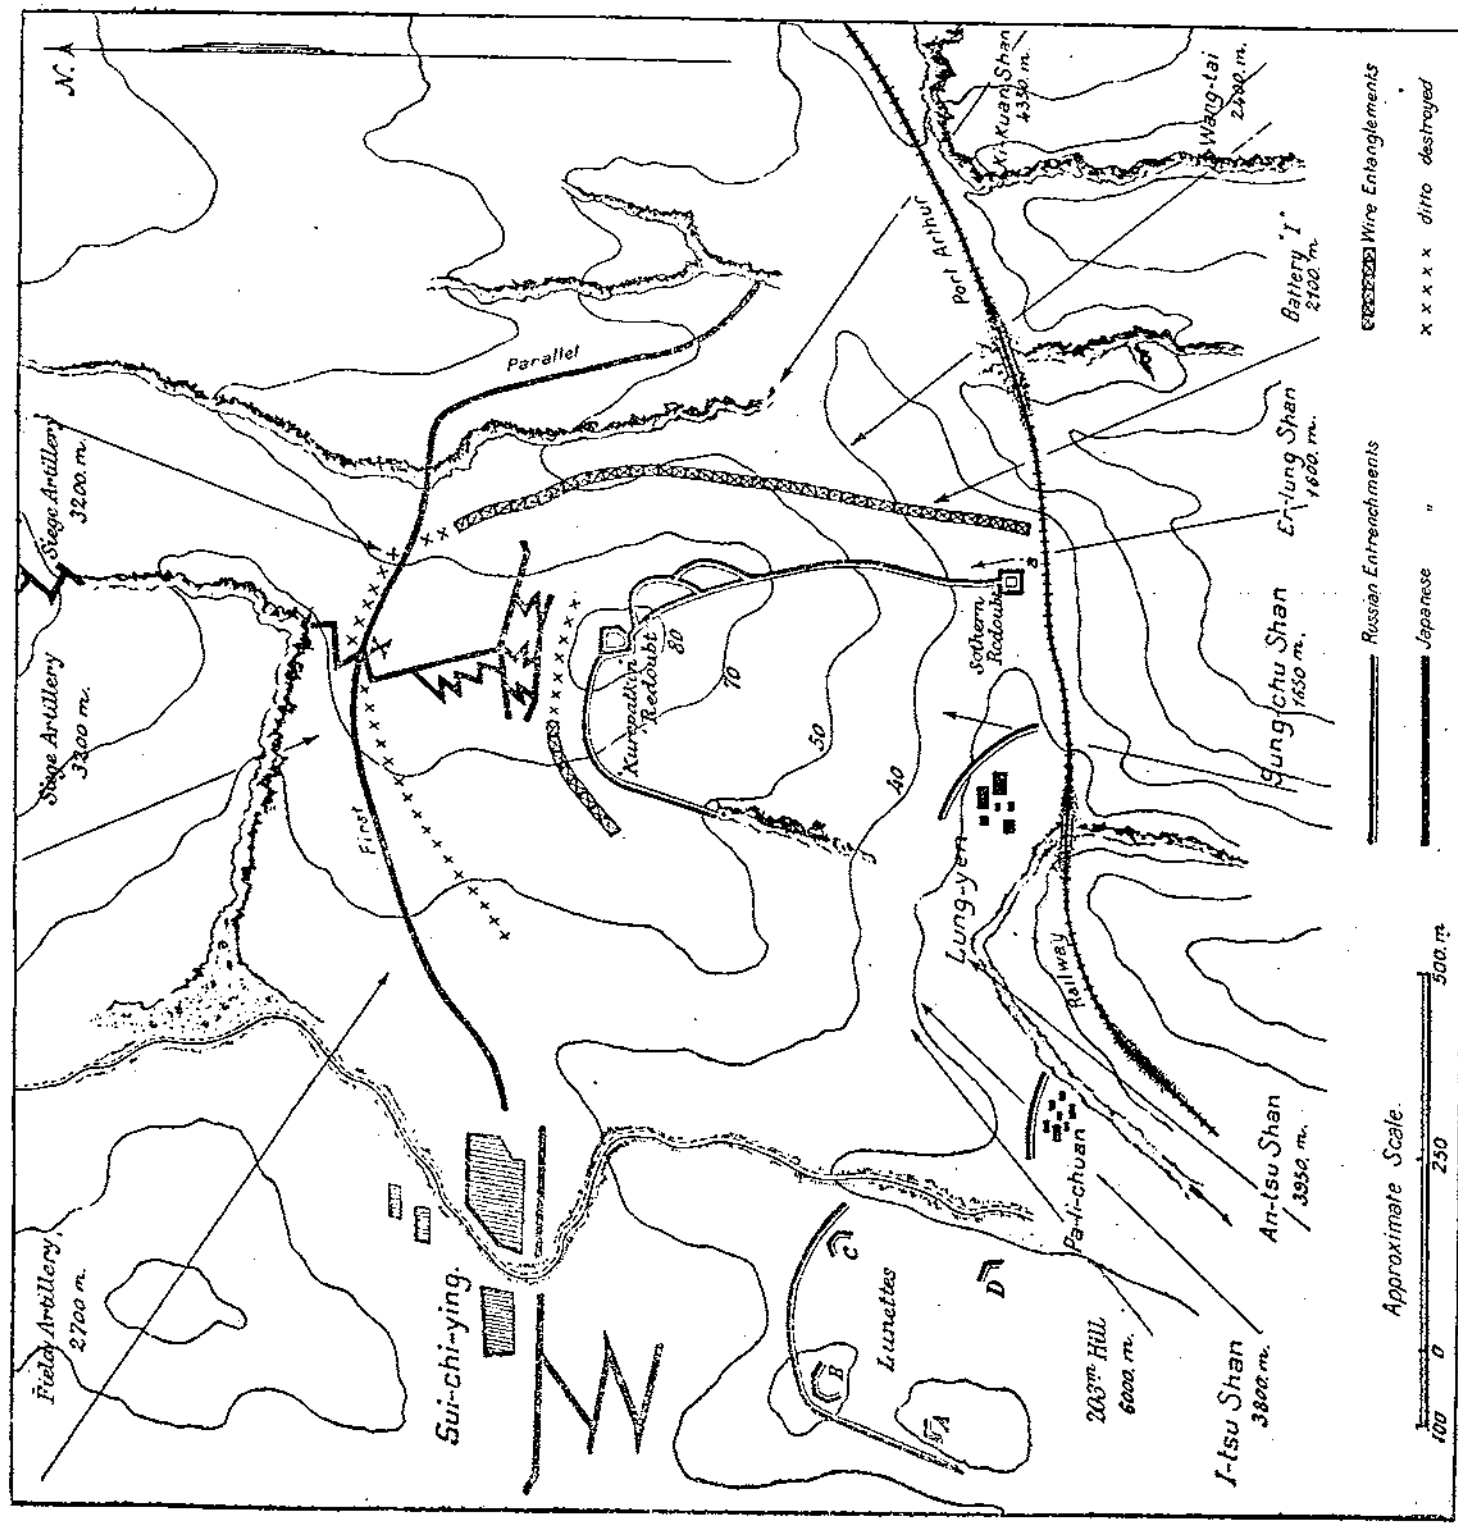 N.
Field Artillery,
2700 m.
Siege Artillery
3200 m.
Siege Artillery
3200. m.
Sui-chi-ying.
First
Parallel
Kuropatkin
Redoubt
80
70
50
40
Sothern
Redoubt
a
Port Arthur
Railway
Lung-yen
Pa-li-chuan
Lunettes
A
B
C
D
203m Hill
6000. m.
I-tsu Shan
3800. m.
An-tsu Shan
3950. m.
Sung-chu Shan
1650 m.
Er-lung Shan
1600. m.
Battery "I"
2100 m
Wang-tai
2400. m.
Ki-Kuan Shan
4350. m.
Approximate Scale.
100 0 250 500. m
Russian Entrenchments
Japanese "
Wire Entanglements
x x x x ditto destroyed